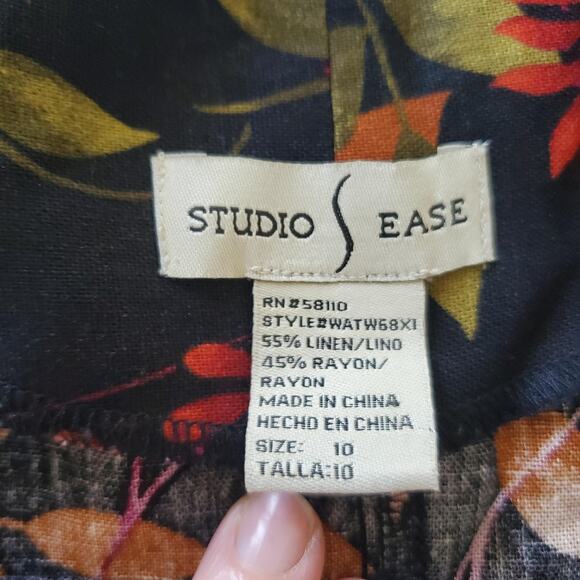 STUDIO EASE
RN#58110
STYLE#WATW68X1
55% LINEN/LINO
45% RAYON/
RAYON
MADE IN CHINA
HECHO EN CHINA
SIZE: 10
TALLA:10